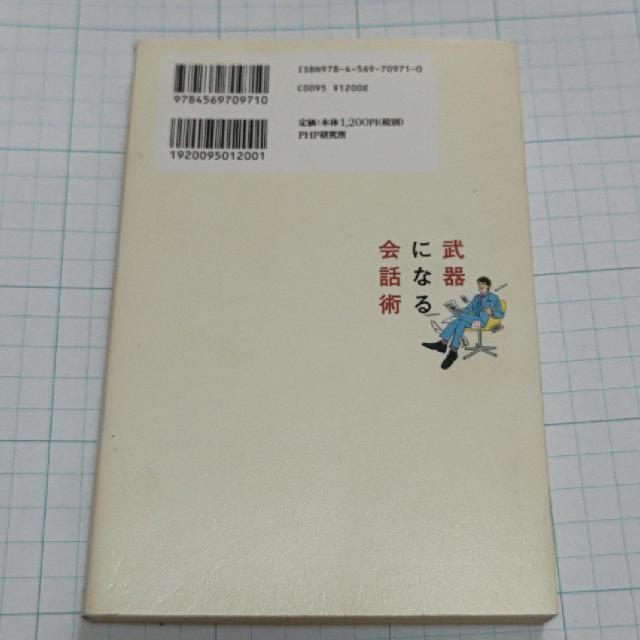 ISBN978-4-569-70971-0
C0095 ¥1200E
9784569709710
定価:本体1,200円(税別)
PHP研究所
1920095012001
武器
になる
会話術